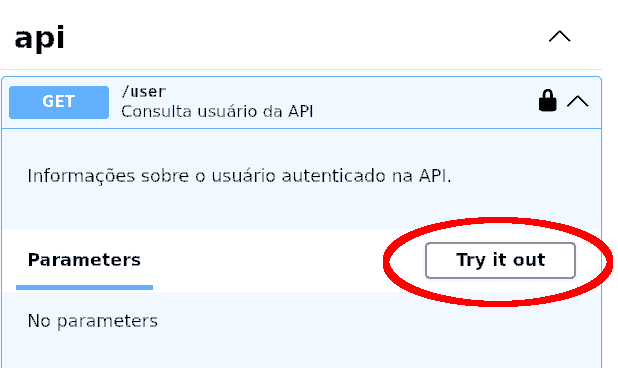 api
GET
/user
Consulta usuário da API
Informações sobre o usuário autenticado na API.
Parameters
Try it out
No parameters